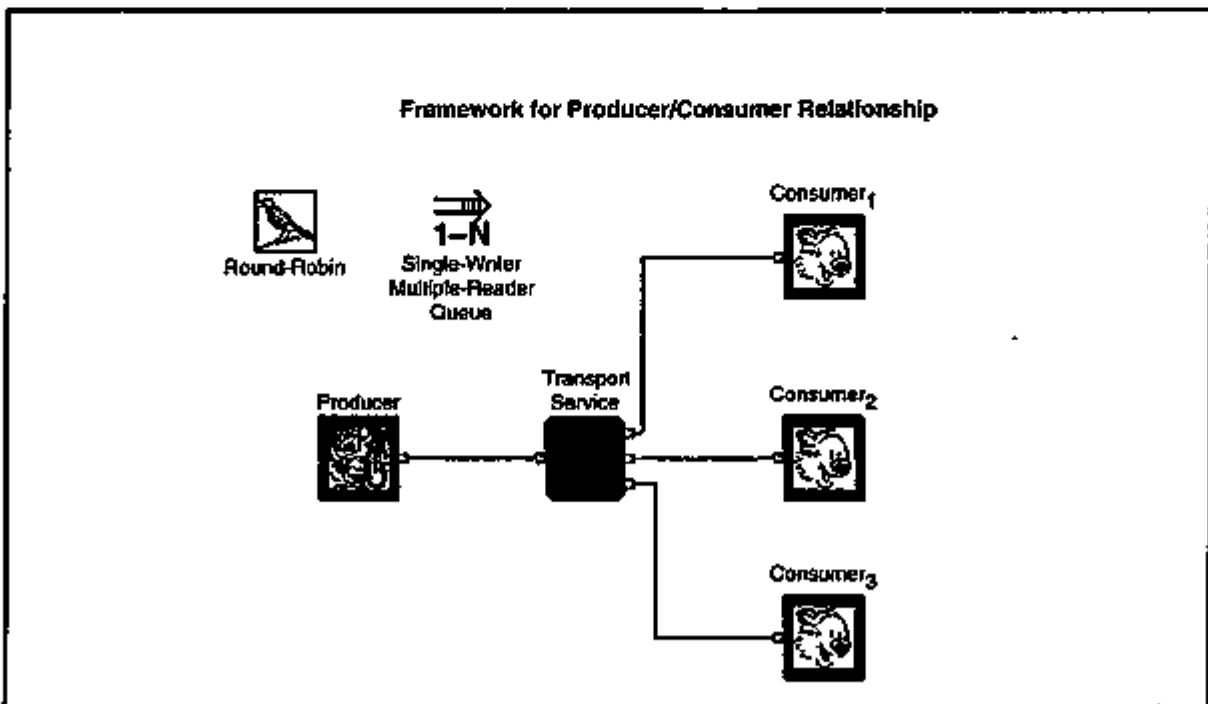 Framework for Producer/Consumer Relationship
Round-Robin
1-N
Single-Writer
Multiple-Reader
Queue
Consumer1
Transport
Service
Producer
Consumer2
Consumer3